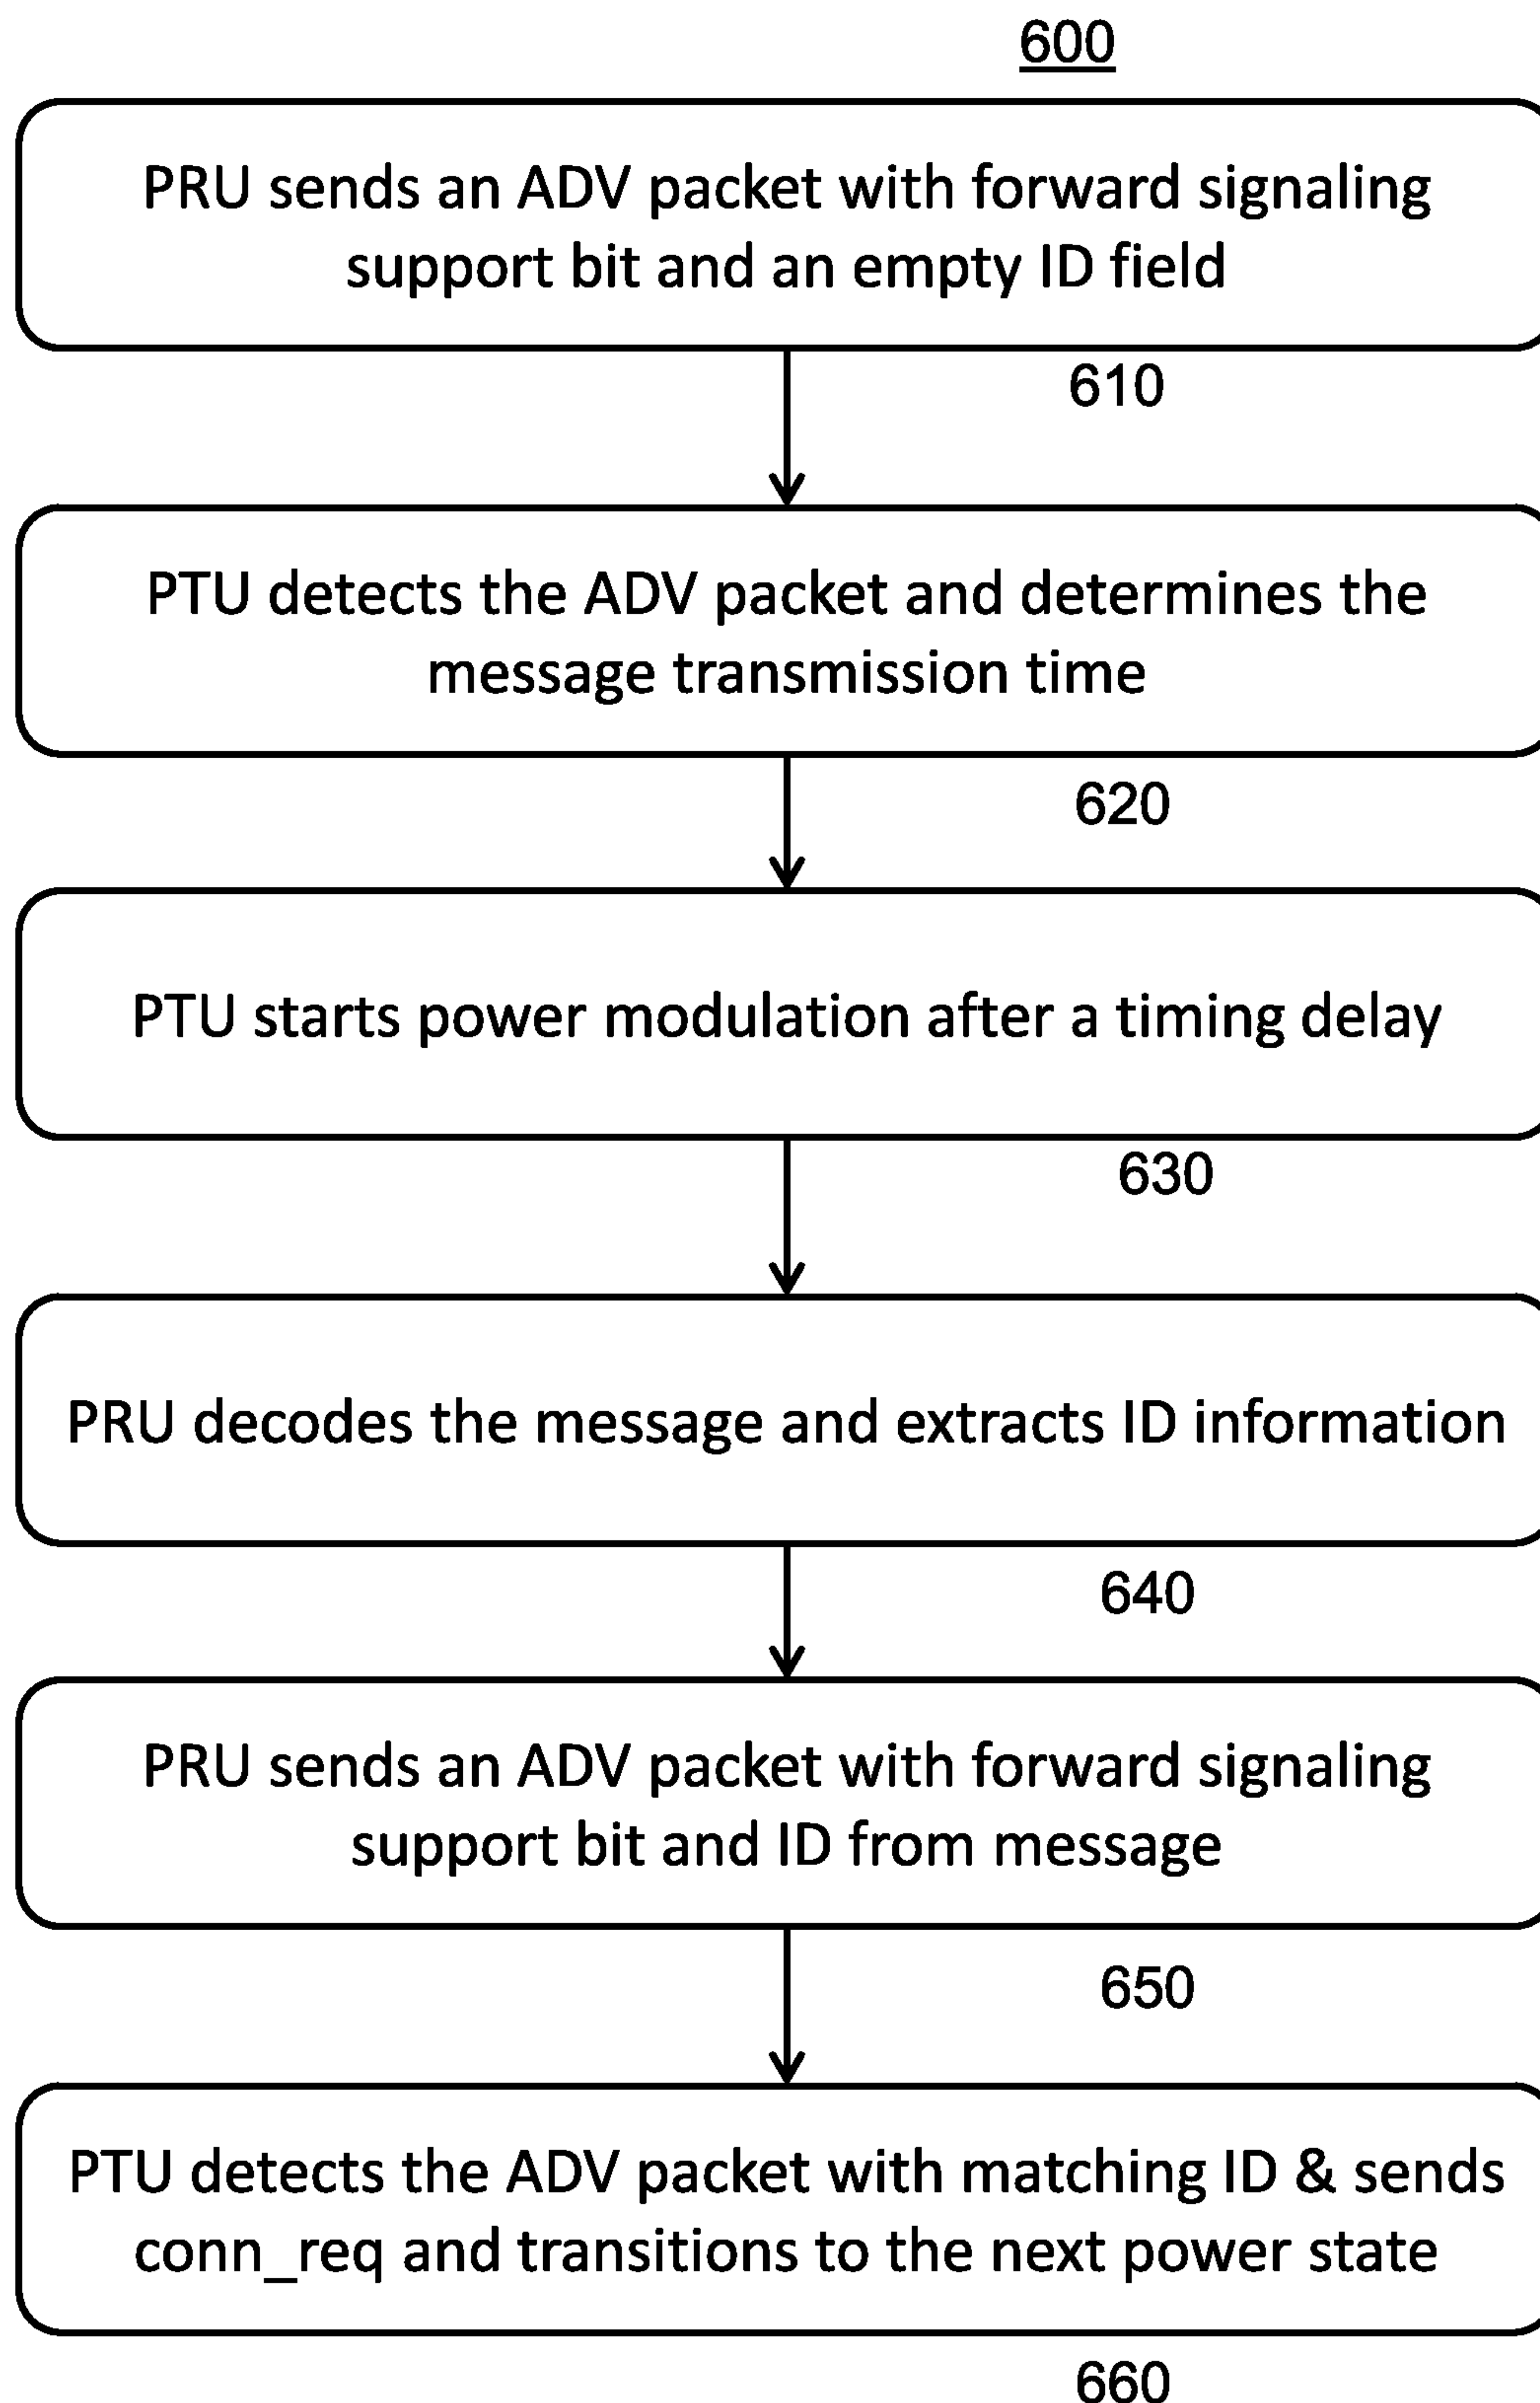 600
PRU sends an ADV packet with forward signaling
support bit and an empty ID field
610
PTU detects the ADV packet and determines the
message transmission time
620
PTU starts power modulation after a timing delay
630
PRU decodes the message and extracts ID information
640
PRU sends an ADV packet with forward signaling
support bit and ID from message
650
PTU detects the ADV packet with matching ID & sends
conn_req and transitions to the next power state
660